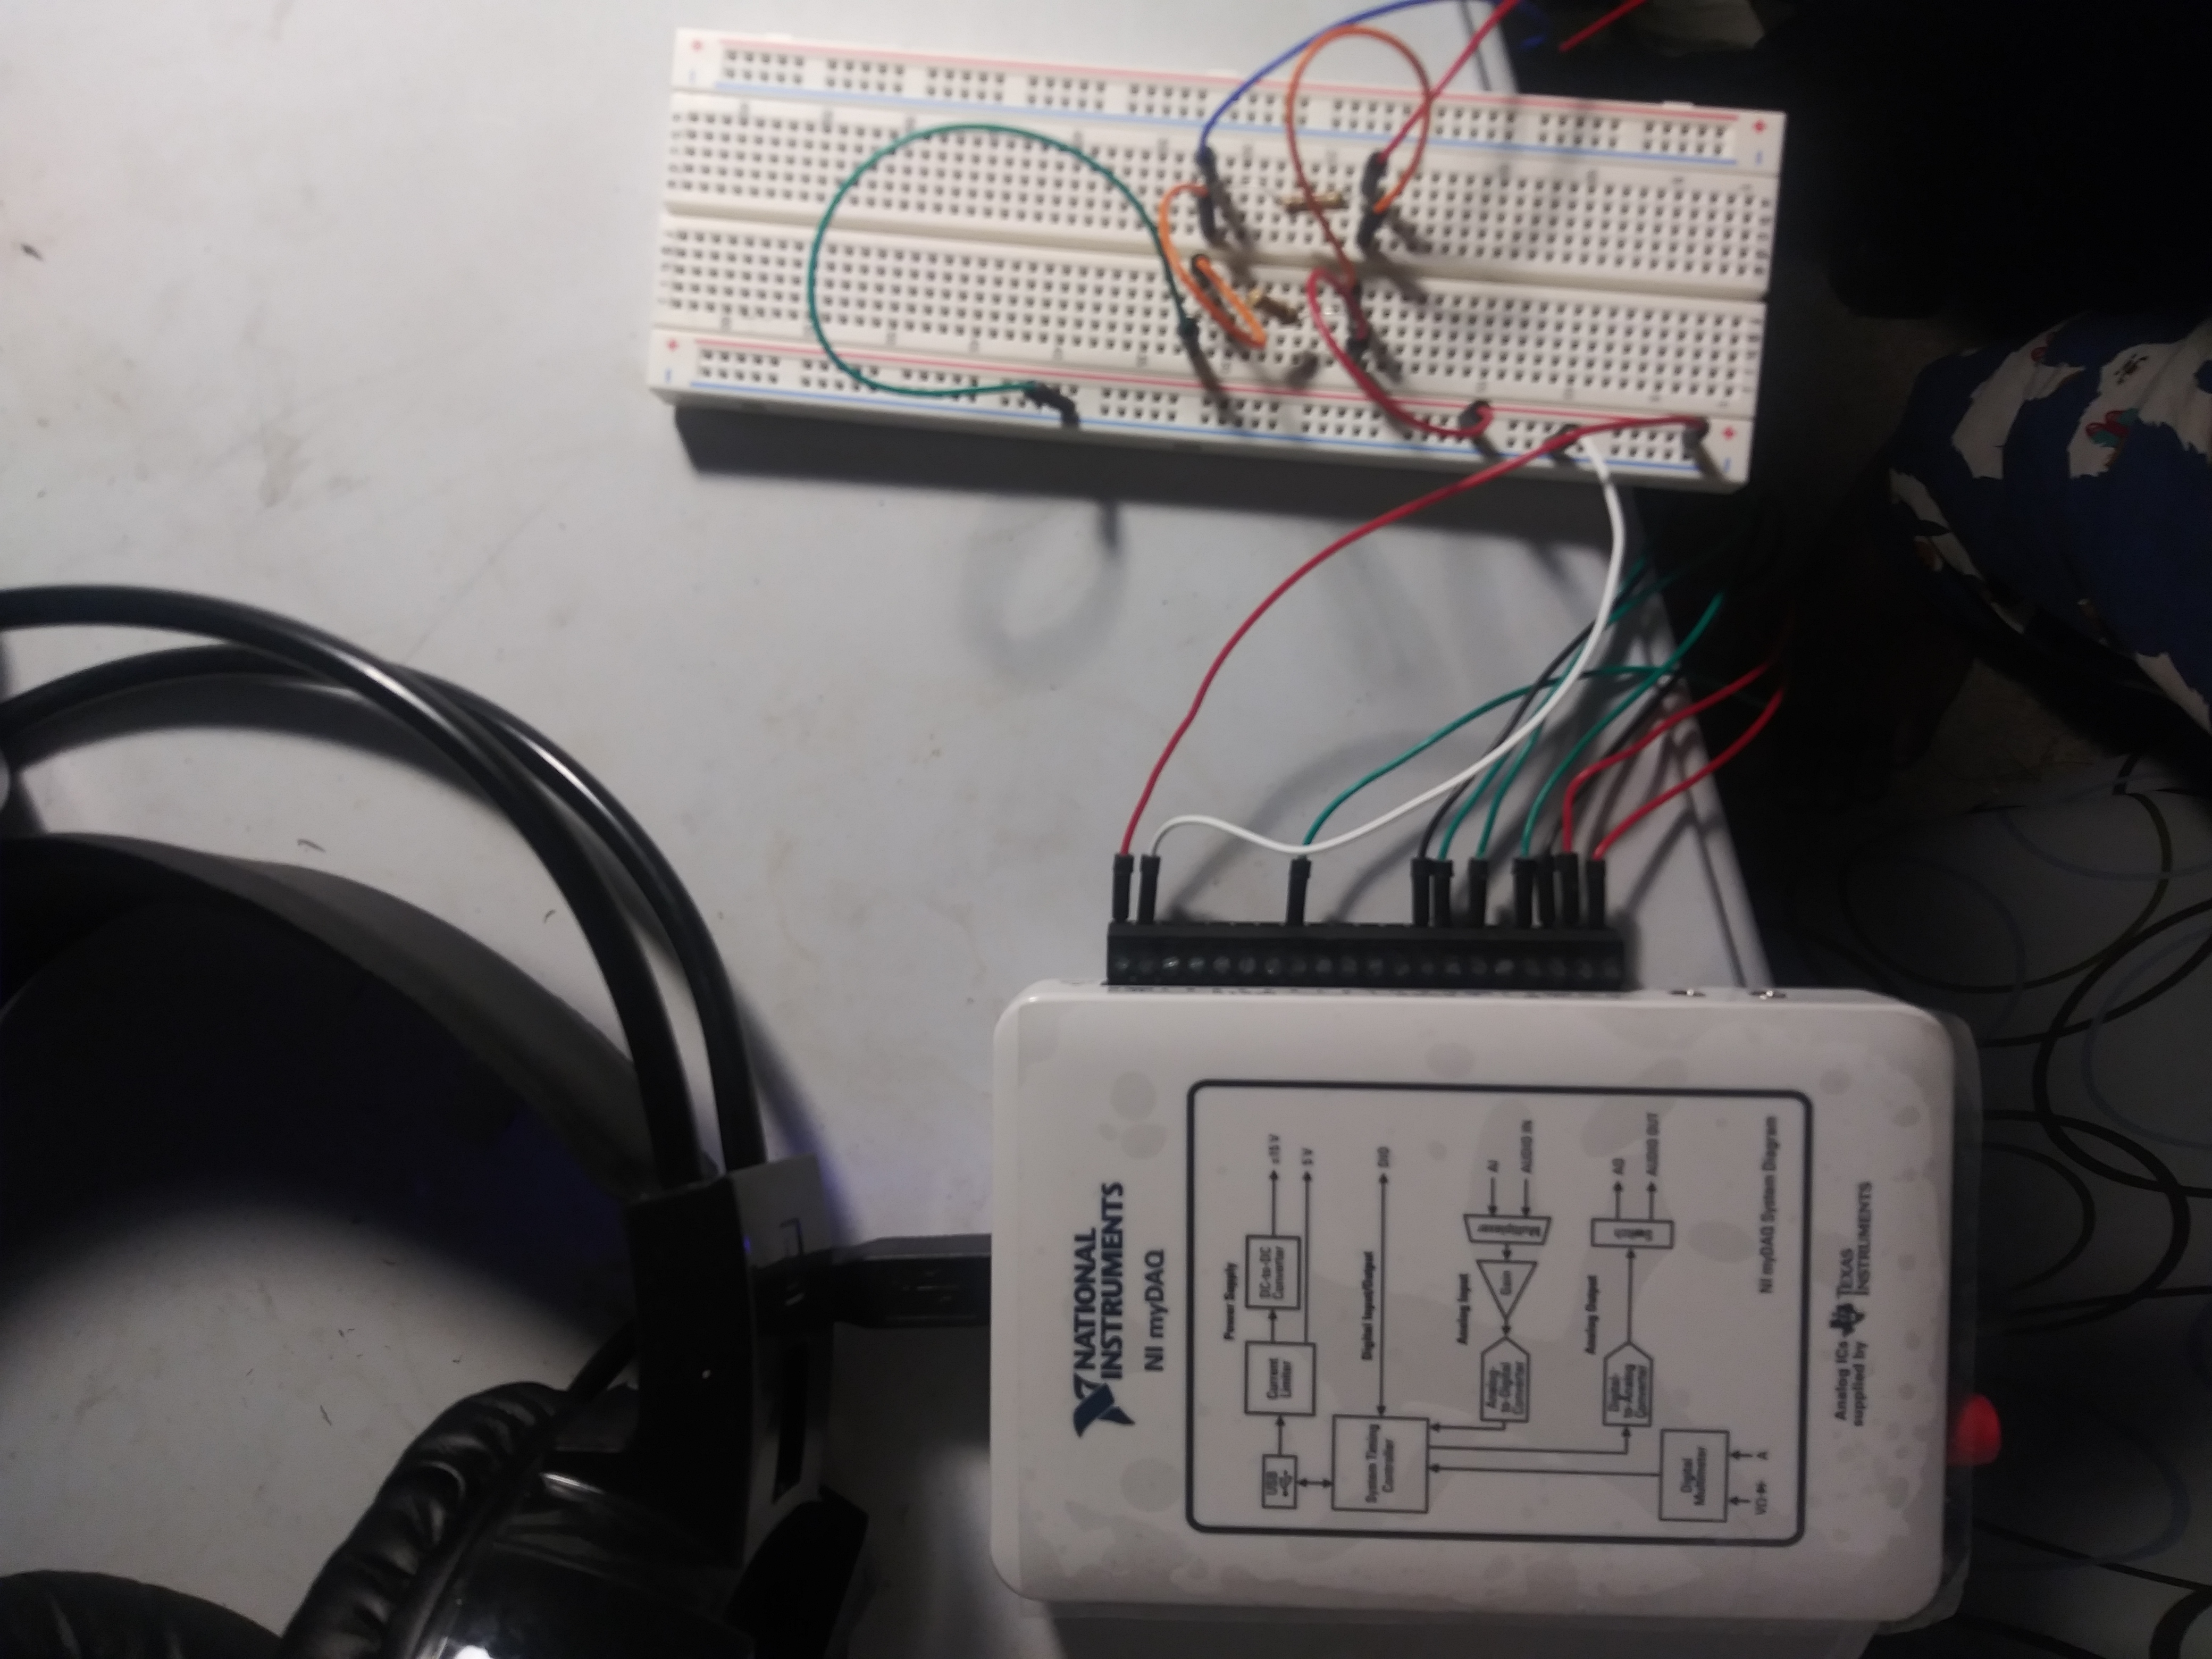 NATIONAL
INSTRUMENTS
NI myDAQ
Power Supply
USB
Current
Limiter
DC-to-DC
Converter
±15 V
5 V
System Timing
Controller
Digital Input/Output
DIO
Analog Input
Analog-
to-Digital
Converter
Gain
Multiplexer
AI
AUDIO IN
Analog Output
Digital-
to-Analog
Converter
Switch
AO
AUDIO OUT
Digital
Multimeter
A
NI myDAQ System Diagram
Analog ICs
supplied by
TEXAS
INSTRUMENTS